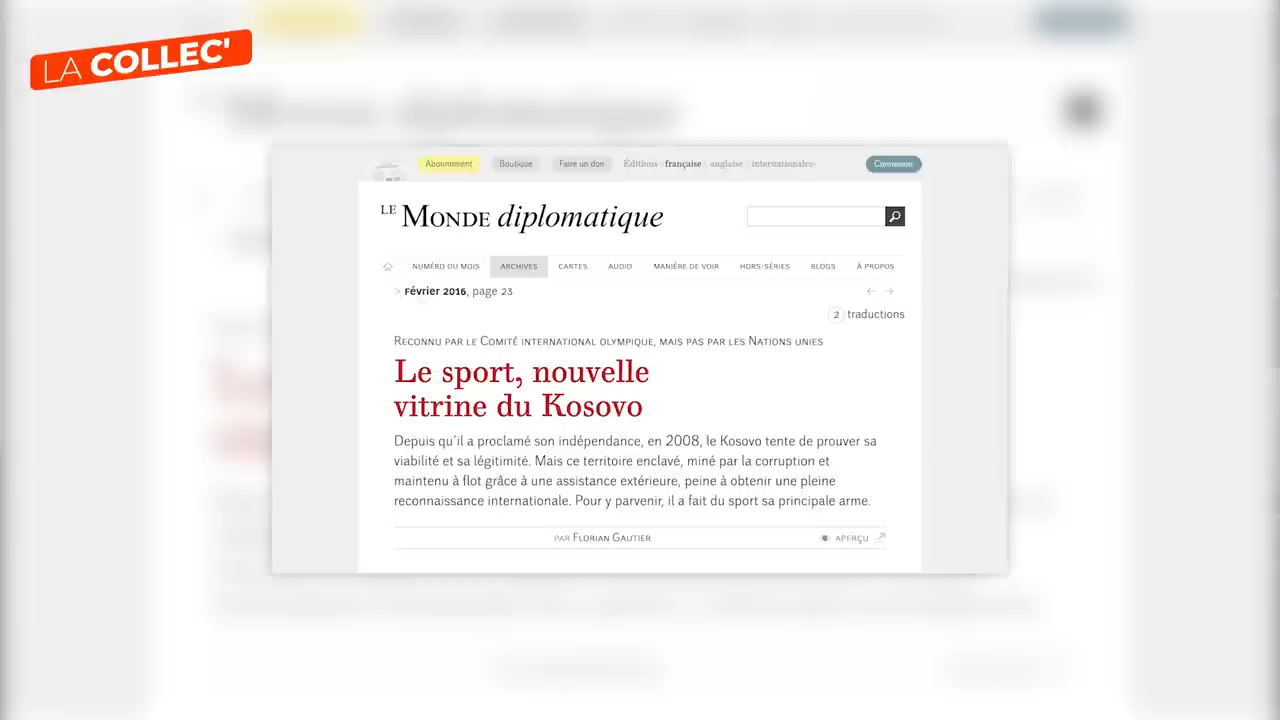 LA COLLEC'
Abonnement Boutique Faire un don Éditions française anglaise internationales Connexion
LE MONDE diplomatique
NUMÉRO DU MOIS ARCHIVES CARTES AUDIO MANIÈRE DE VOIR HORS-SÉRIES BLOGS À PROPOS
> Février 2016, page 23
2 traductions
Reconnu par le Comité international olympique, mais pas par les Nations unies
Le sport, nouvelle
vitrine du Kosovo
Depuis qu'il a proclamé son indépendance, en 2008, le Kosovo tente de prouver sa
viabilité et sa légitimité. Mais ce territoire enclavé, miné par la corruption et
maintenu à flot grâce à une assistance extérieure, peine à obtenir une pleine
reconnaissance internationale. Pour y parvenir, il a fait du sport sa principale arme.
par Florian Gautier APERÇU